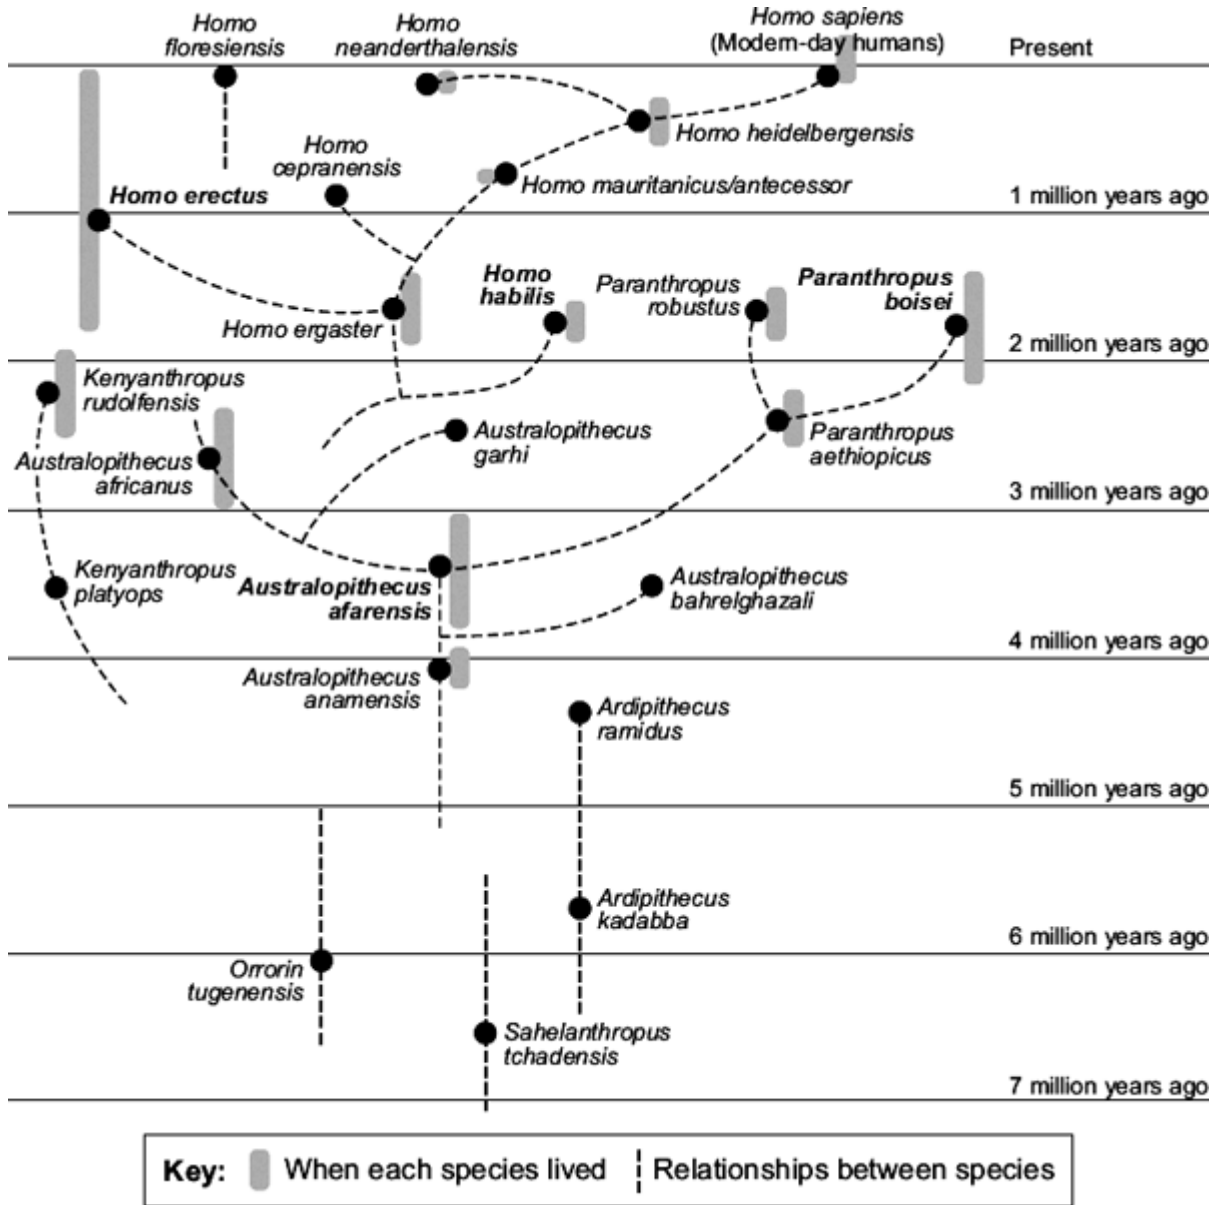 Homo
floresiensis
Homo
neanderthalensis
Homo sapiens
(Modern-day humans)
Present
Homo heidelbergensis
Homo
cepranensis
Homo mauritanicus/antecessor
Homo erectus
1 million years ago
Homo
habilis
Paranthropus
robustus
Paranthropus
boisei
Homo ergaster
2 million years ago
Kenyanthropus
rudolfensis
Australopithecus
africanus
Australopithecus
garhi
Paranthropus
aethiopicus
3 million years ago
Kenyanthropus
platyops
Australopithecus
afarensis
Australopithecus
bahrelghazali
4 million years ago
Australopithecus
anamensis
Ardipithecus
ramidus
5 million years ago
Ardipithecus
kadabba
6 million years ago
Orrorin
tugenensis
Sahelanthropus
tchadensis
7 million years ago
Key: When each species lived Relationships between species